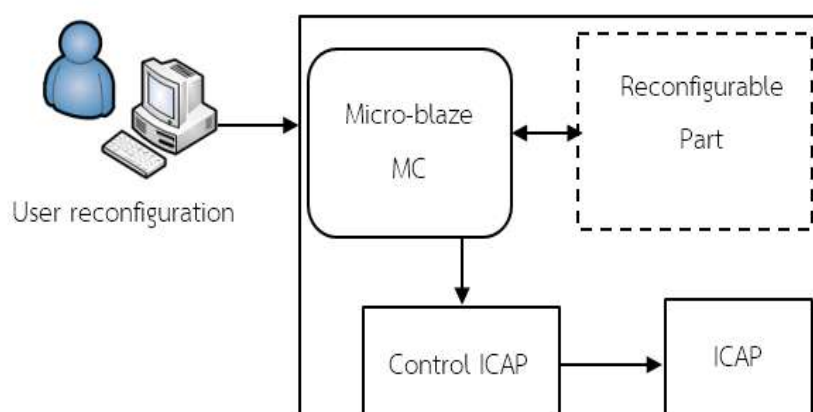 Micro-blaze
MC
Reconfigurable
Part
User reconfiguration
Control ICAP
ICAP